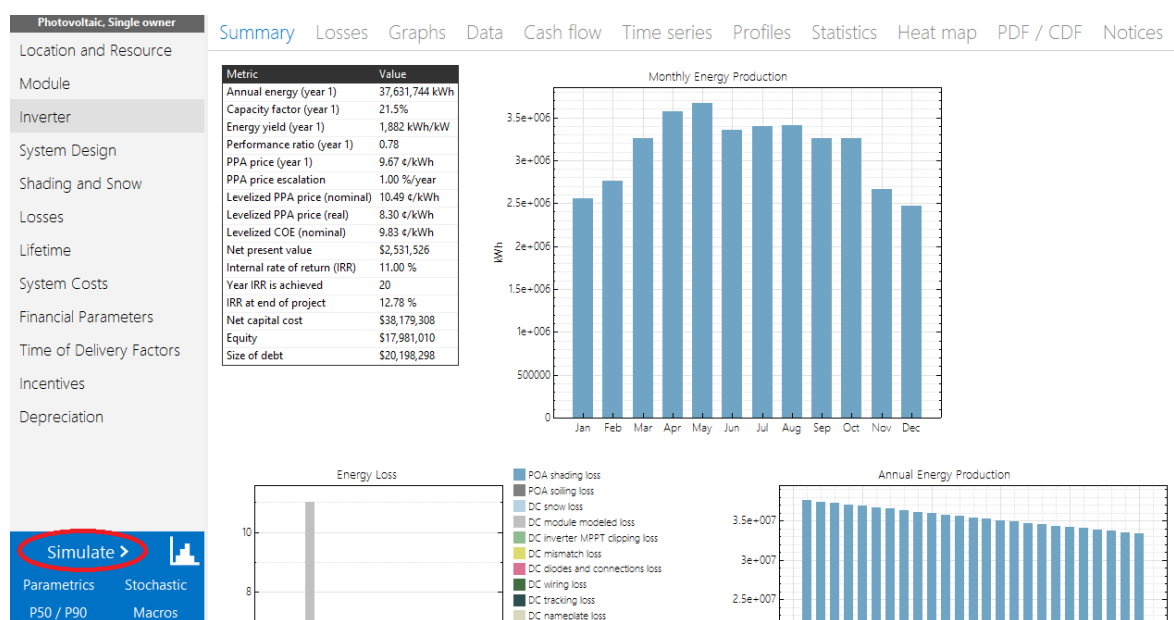 Photovoltaic, Single owner
Location and Resource
Module
Inverter
System Design
Shading and Snow
Losses
Lifetime
System Costs
Financial Parameters
Time of Delivery Factors
Incentives
Depreciation
Simulate >
Parametrics Stochastic
P50 / P90 Macros
Summary Losses Graphs Data Cash flow Time series Profiles Statistics Heat map PDF / CDF Notices
Metric Value
Annual energy (year 1) 37,631,744 kWh
Capacity factor (year 1) 21.5%
Energy yield (year 1) 1,882 kWh/kW
Performance ratio (year 1) 0.78
PPA price (year 1) 9.67 ¢/kWh
PPA price escalation 1.00 %/year
Levelized PPA price (nominal) 10.49 ¢/kWh
Levelized PPA price (real) 8.30 ¢/kWh
Levelized COE (nominal) 9.83 ¢/kWh
Net present value $2,531,526
Internal rate of return (IRR) 11.00 %
Year IRR is achieved 20
IRR at end of project 12.78 %
Net capital cost $38,179,308
Equity $17,981,010
Size of debt $20,198,298
Monthly Energy Production
3.5e+006
3e+006
2.5e+006
2e+006
1.5e+006
1e+006
500000
0
kWh
Jan Feb Mar Apr May Jun Jul Aug Sep Oct Nov Dec
Energy Loss
10
8
POA shading loss
POA soiling loss
DC snow loss
DC module modeled loss
DC inverter MPPT clipping loss
DC mismatch loss
DC diodes and connections loss
DC wiring loss
DC tracking loss
DC nameplate loss
Annual Energy Production
3.5e+007
3e+007
2.5e+007